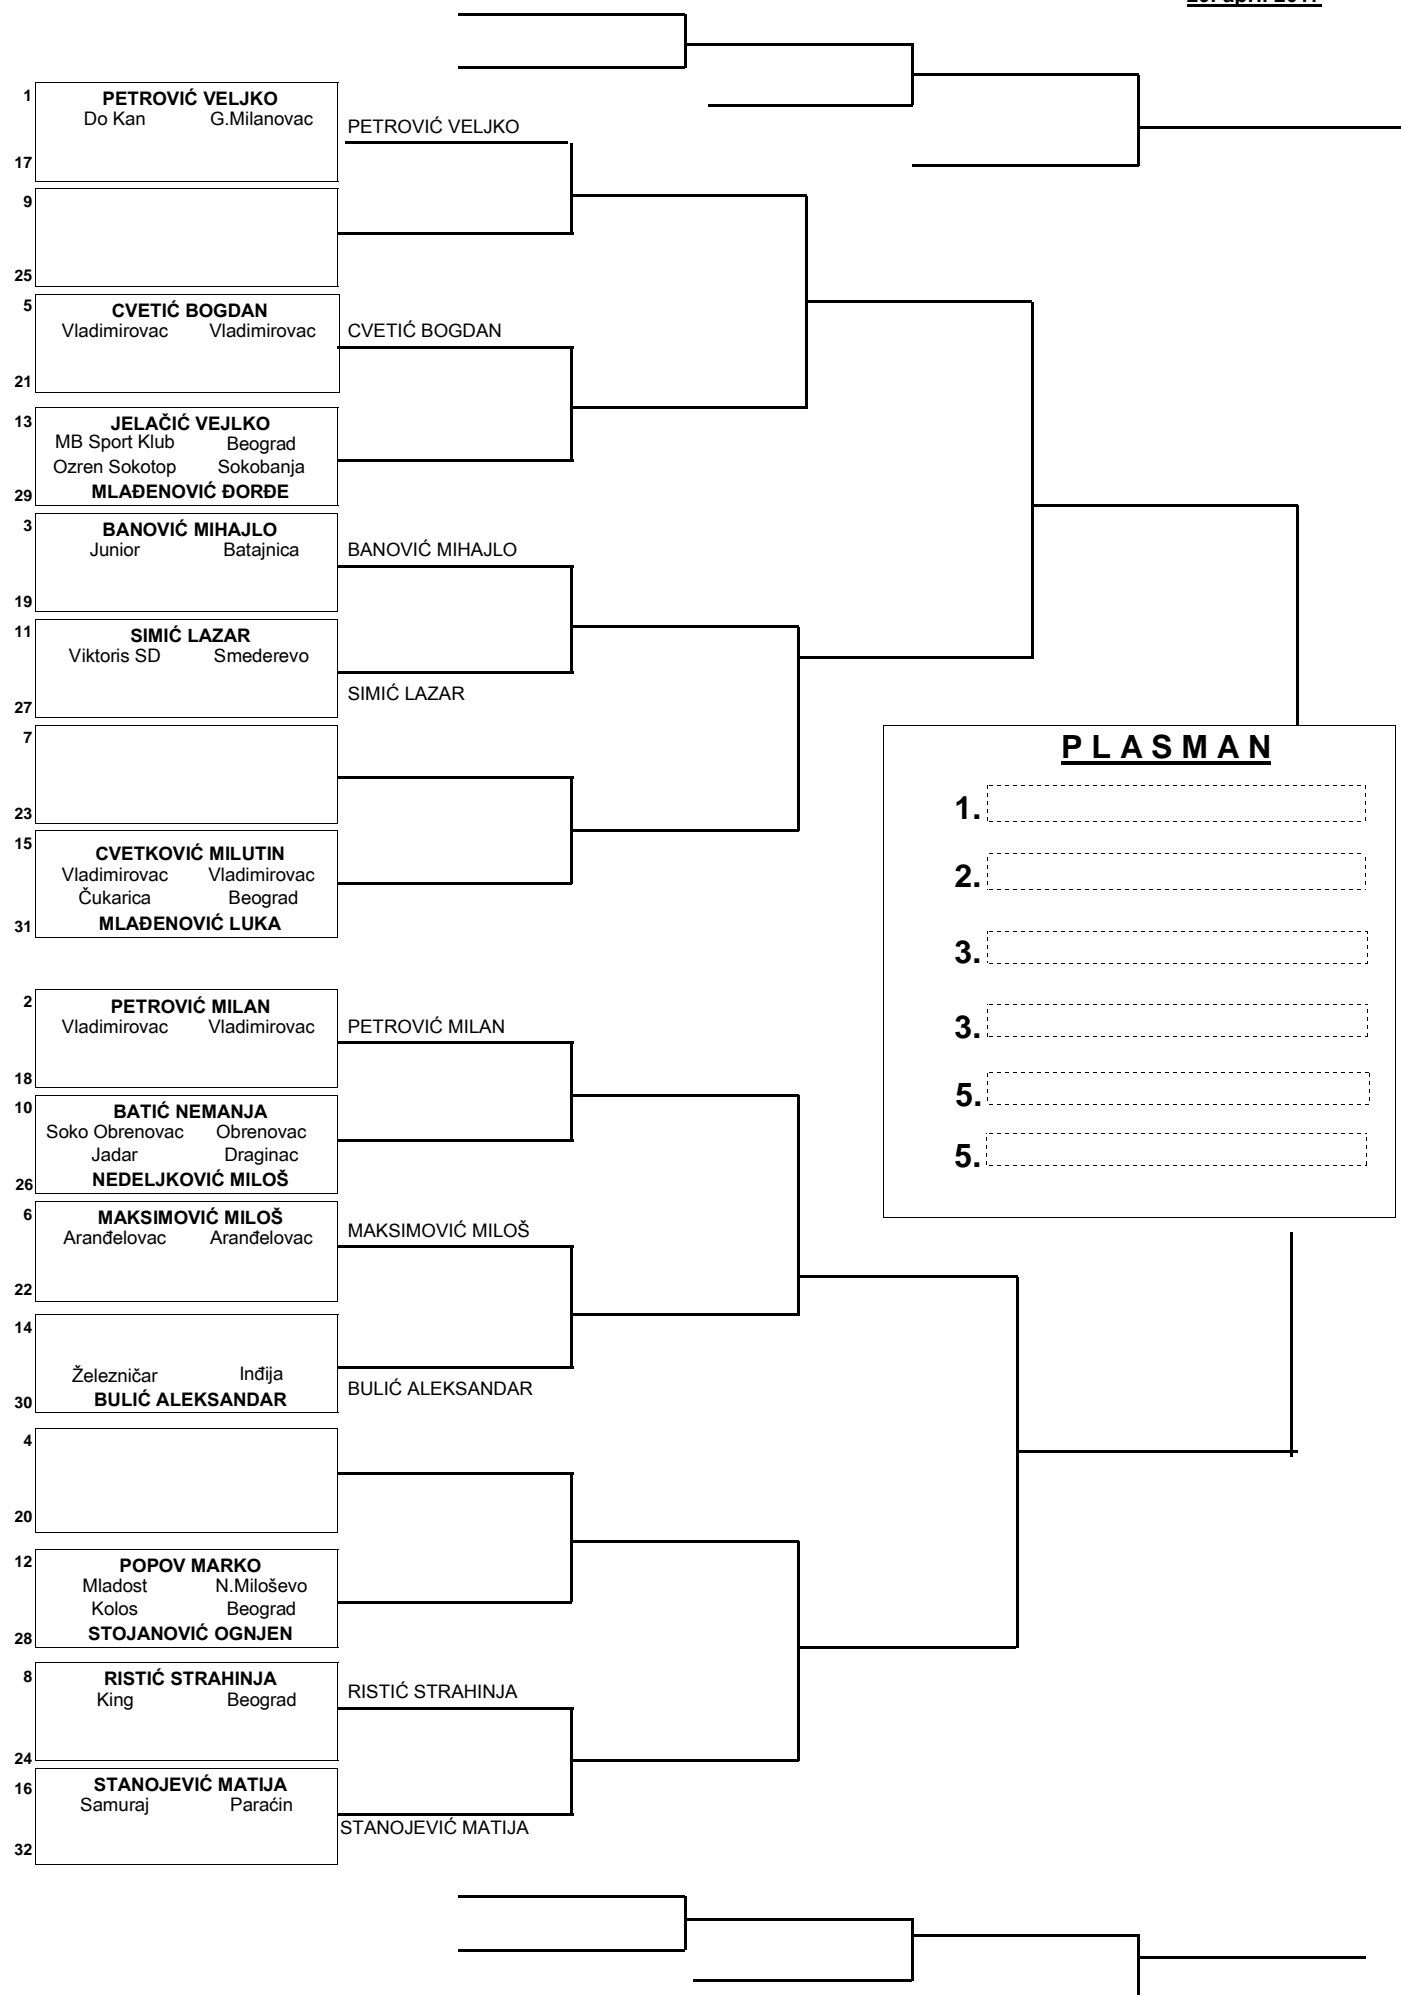 1
PETROVIĆ VELJKO
Do Kan G.Milanovac
PETROVIĆ VELJKO
17
9
25
5
CVETIĆ BOGDAN
Vladimirovac Vladimirovac
CVETIĆ BOGDAN
21
13
JELAČIĆ VEJLKO
MB Sport Klub Beograd
Ozren Sokotop Sokobanja
29
MLAĐENOVIĆ ĐORĐE
3
BANOVIĆ MIHAJLO
Junior Batajnica
BANOVIĆ MIHAJLO
19
11
SIMIĆ LAZAR
Viktoris SD Smederevo
SIMIĆ LAZAR
27
7
23
15
CVETKOVIĆ MILUTIN
Vladimirovac Vladimirovac
Čukarica Beograd
31
MLAĐENOVIĆ LUKA
PLASMAN
1.
2.
3.
3.
5.
5.
2
PETROVIĆ MILAN
Vladimirovac Vladimirovac
PETROVIĆ MILAN
18
10
BATIĆ NEMANJA
Soko Obrenovac Obrenovac
Jadar Draginac
26
NEDELJKOVIĆ MILOŠ
6
MAKSIMOVIĆ MILOŠ
Aranđelovac Aranđelovac
MAKSIMOVIĆ MILOŠ
22
14
Železničar Inđija
30
BULIĆ ALEKSANDAR
BULIĆ ALEKSANDAR
4
20
12
POPOV MARKO
Mladost N.Miloševo
Kolos Beograd
28
STOJANOVIĆ OGNJEN
8
RISTIĆ STRAHINJA
King Beograd
RISTIĆ STRAHINJA
24
16
STANOJEVIĆ MATIJA
Samuraj Paraćin
STANOJEVIĆ MATIJA
32